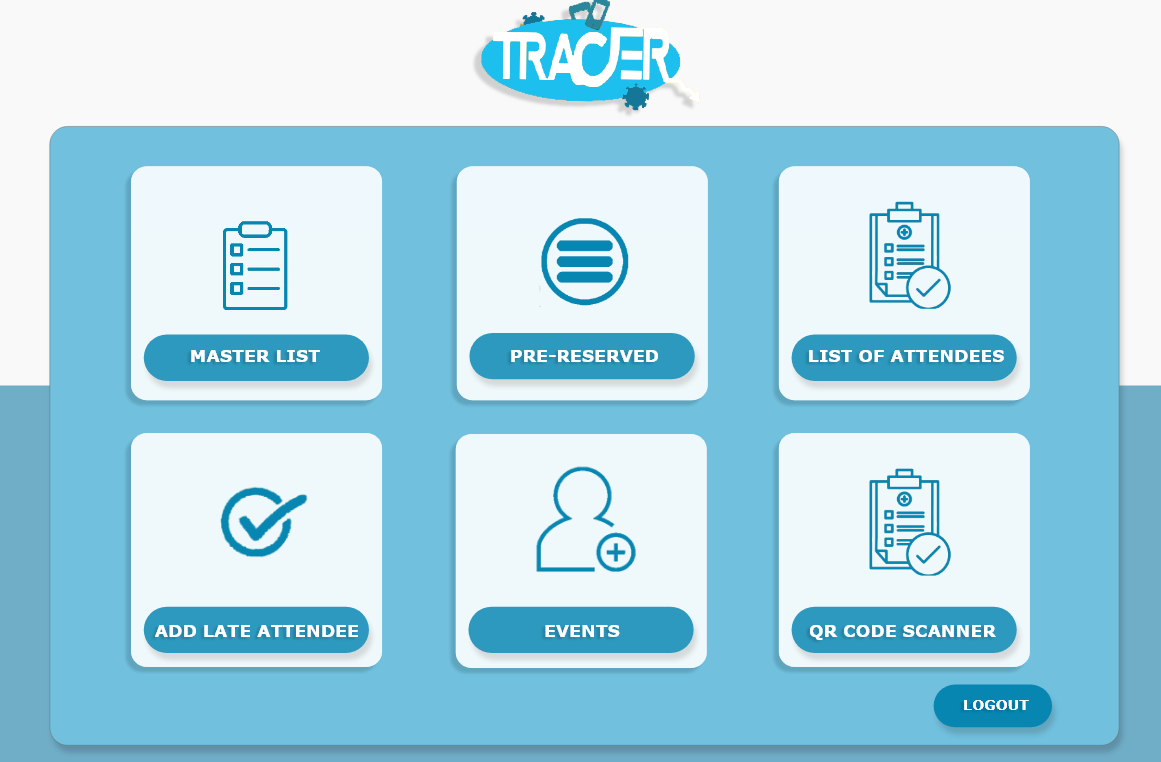 TRACER
MASTER LIST
PRE-RESERVED
LIST OF ATTENDEES
ADD LATE ATTENDEE
EVENTS
QR CODE SCANNER
LOGOUT